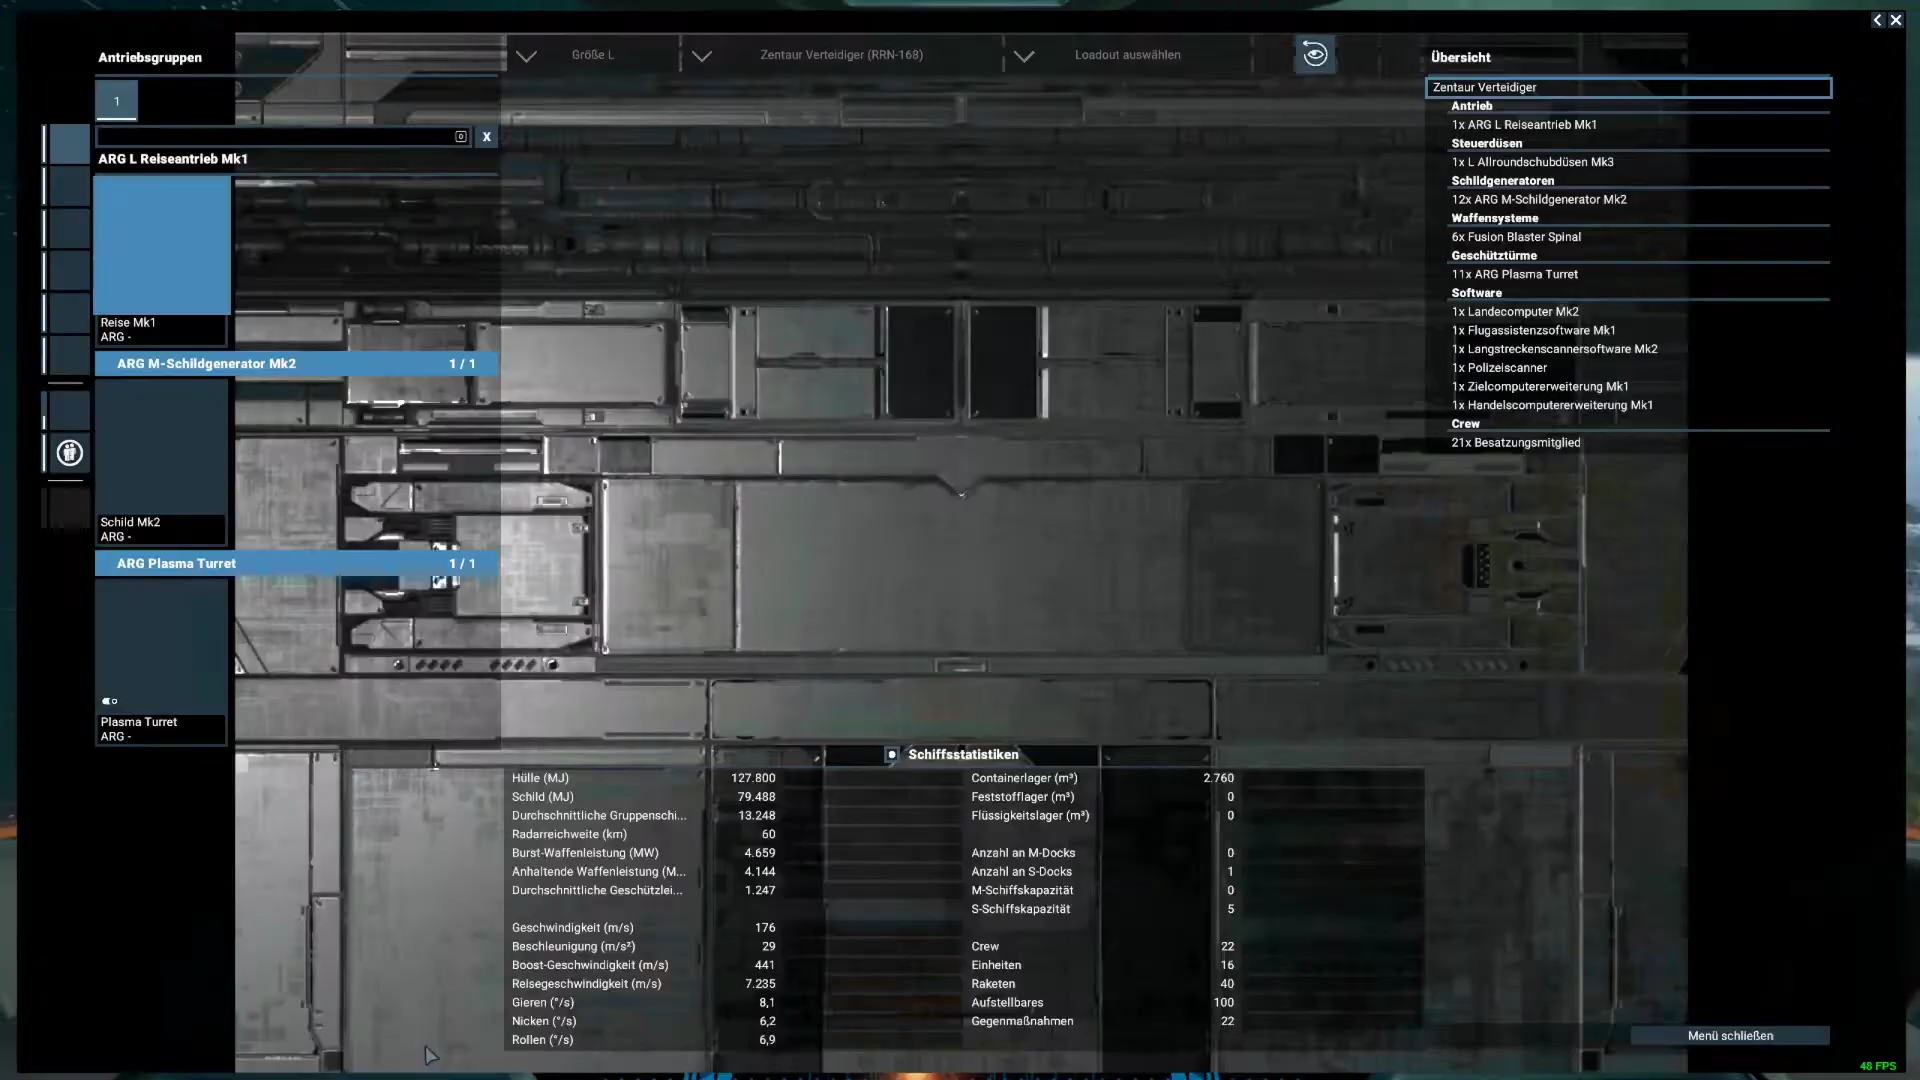 Antriebsgruppen
1
X
ARG L Reiseantrieb Mk1
Reise Mk1
ARG -
ARG M-Schildgenerator Mk2 1 / 1
Schild Mk2
ARG -
ARG Plasma Turret 1 / 1
Plasma Turret
ARG -
Größe L
Zentaur Verteidiger (RRN-168)
Loadout auswählen
Übersicht
Zentaur Verteidiger
Antrieb
1x ARG L Reiseantrieb Mk1
Steuerdüsen
1x L Allroundschubdüsen Mk3
Schildgeneratoren
12x ARG M-Schildgenerator Mk2
Waffensysteme
6x Fusion Blaster Spinal
Geschütztürme
11x ARG Plasma Turret
Software
1x Landecomputer Mk2
1x Flugassistenzsoftware Mk1
1x Langstreckenscannersoftware Mk2
1x Polizeiscanner
1x Zielcomputererweiterung Mk1
1x Handelscomputererweiterung Mk1
Crew
21x Besatzungsmitglied
Schiffsstatistiken
Hülle (MJ) 127.800
Schild (MJ) 79.488
Durchschnittliche Gruppenschi... 13.248
Radarreichweite (km) 60
Burst-Waffenleistung (MW) 4.659
Anhaltende Waffenleistung (M... 4.144
Durchschnittliche Geschützlei... 1.247
Geschwindigkeit (m/s) 176
Beschleunigung (m/s²) 29
Boost-Geschwindigkeit (m/s) 441
Reisegeschwindigkeit (m/s) 7.235
Gieren (°/s) 8,1
Nicken (°/s) 6,2
Rollen (°/s) 6,9
Containerlager (m³) 2.760
Feststofflager (m³) 0
Flüssigkeitslager (m³) 0
Anzahl an M-Docks 0
Anzahl an S-Docks 1
M-Schiffskapazität 0
S-Schiffskapazität 5
Crew 22
Einheiten 16
Raketen 40
Aufstellbares 100
Gegenmaßnahmen 22
Menü schließen
48 FPS